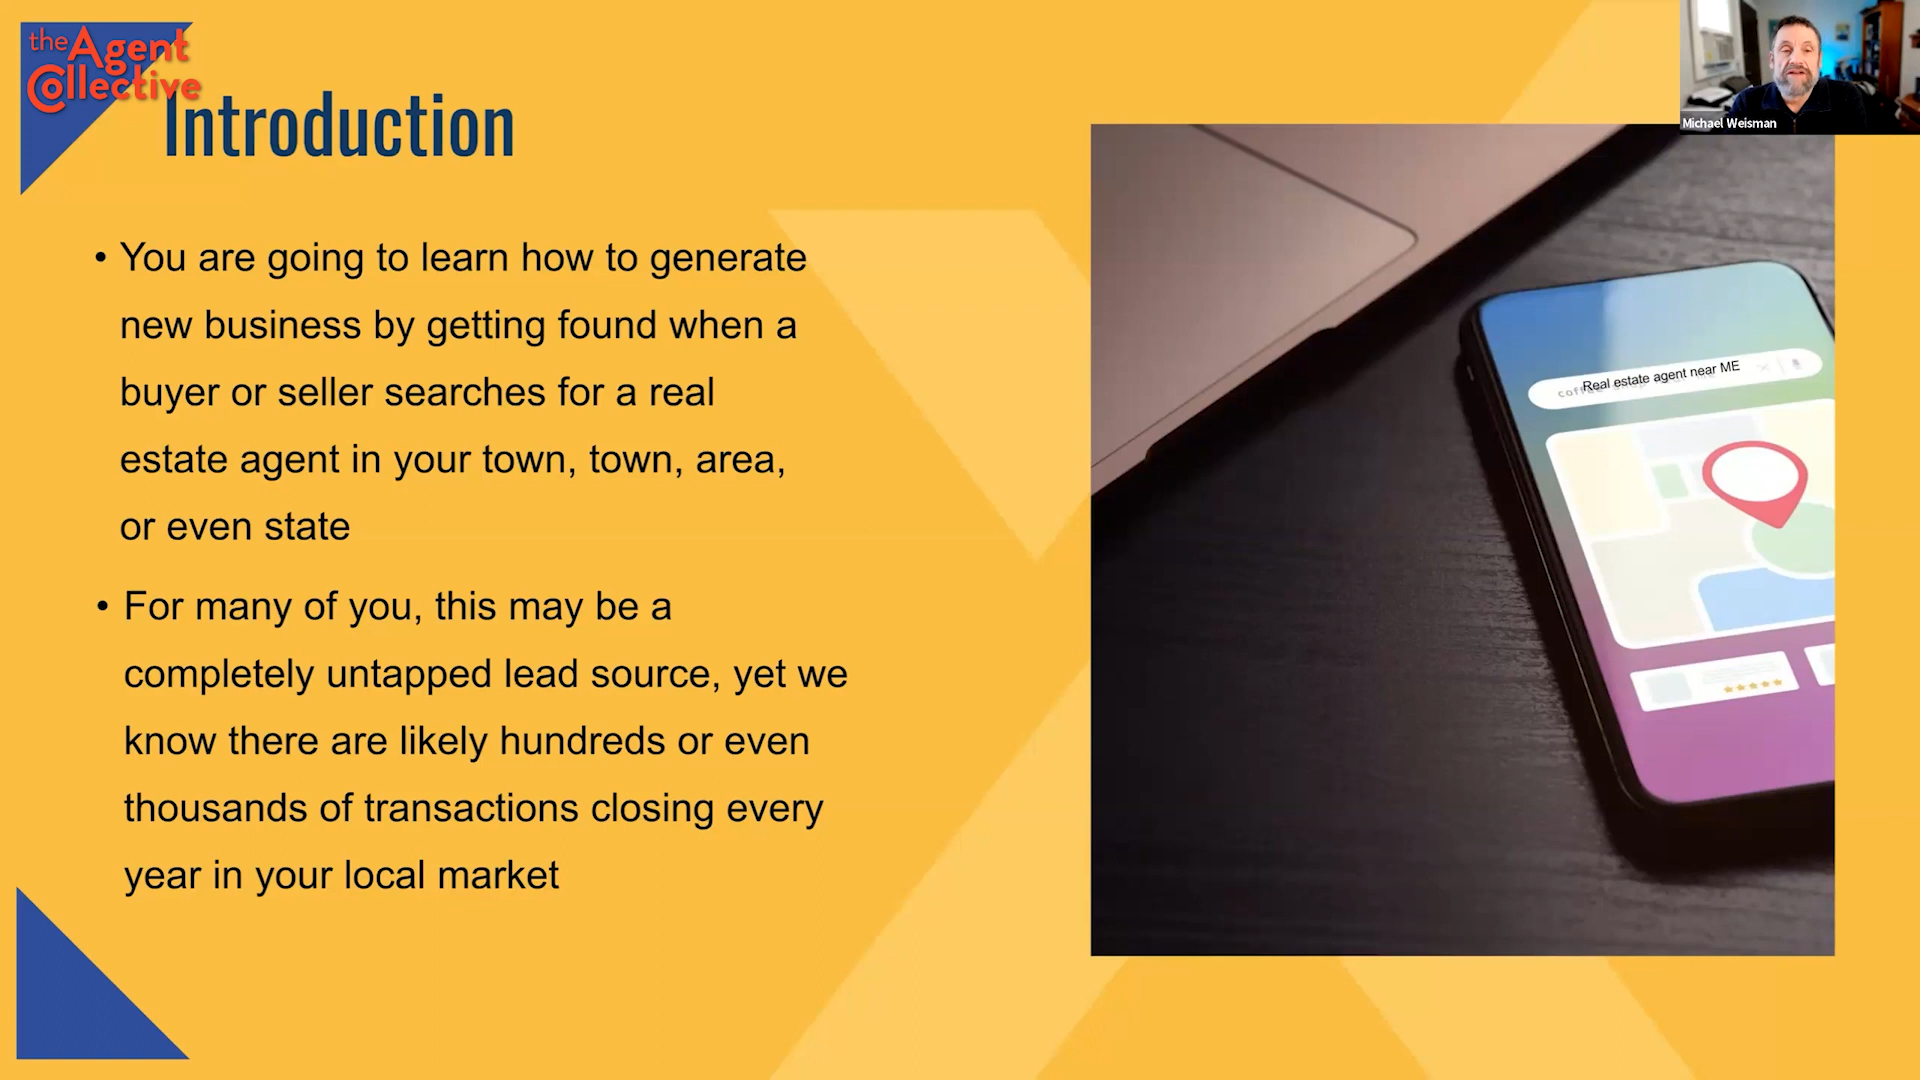 the Agent
Collective
Introduction
Michael Weisman
• You are going to learn how to generate
new business by getting found when a
buyer or seller searches for a real
estate agent in your town, town, area,
or even state
• For many of you, this may be a
completely untapped lead source, yet we
know there are likely hundreds or even
thousands of transactions closing every
year in your local market
Real estate agent near ME